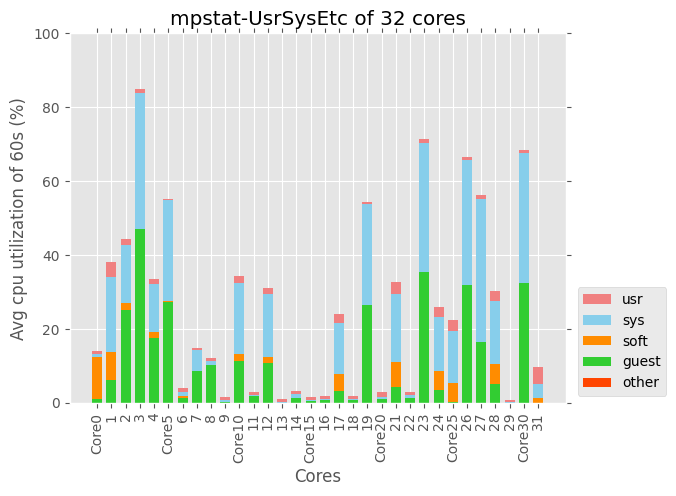 mpstat-UsrSysEtc of 32 cores
Avg cpu utilization of 60s (%)
100
80
60
40
20
0
Core0
1
2
3
4
Core5
6
7
8
9
Core10
11
12
13
14
Core15
16
17
18
19
Core20
21
22
23
24
Core25
26
27
28
29
Core30
31
Cores
usr
sys
soft
guest
other